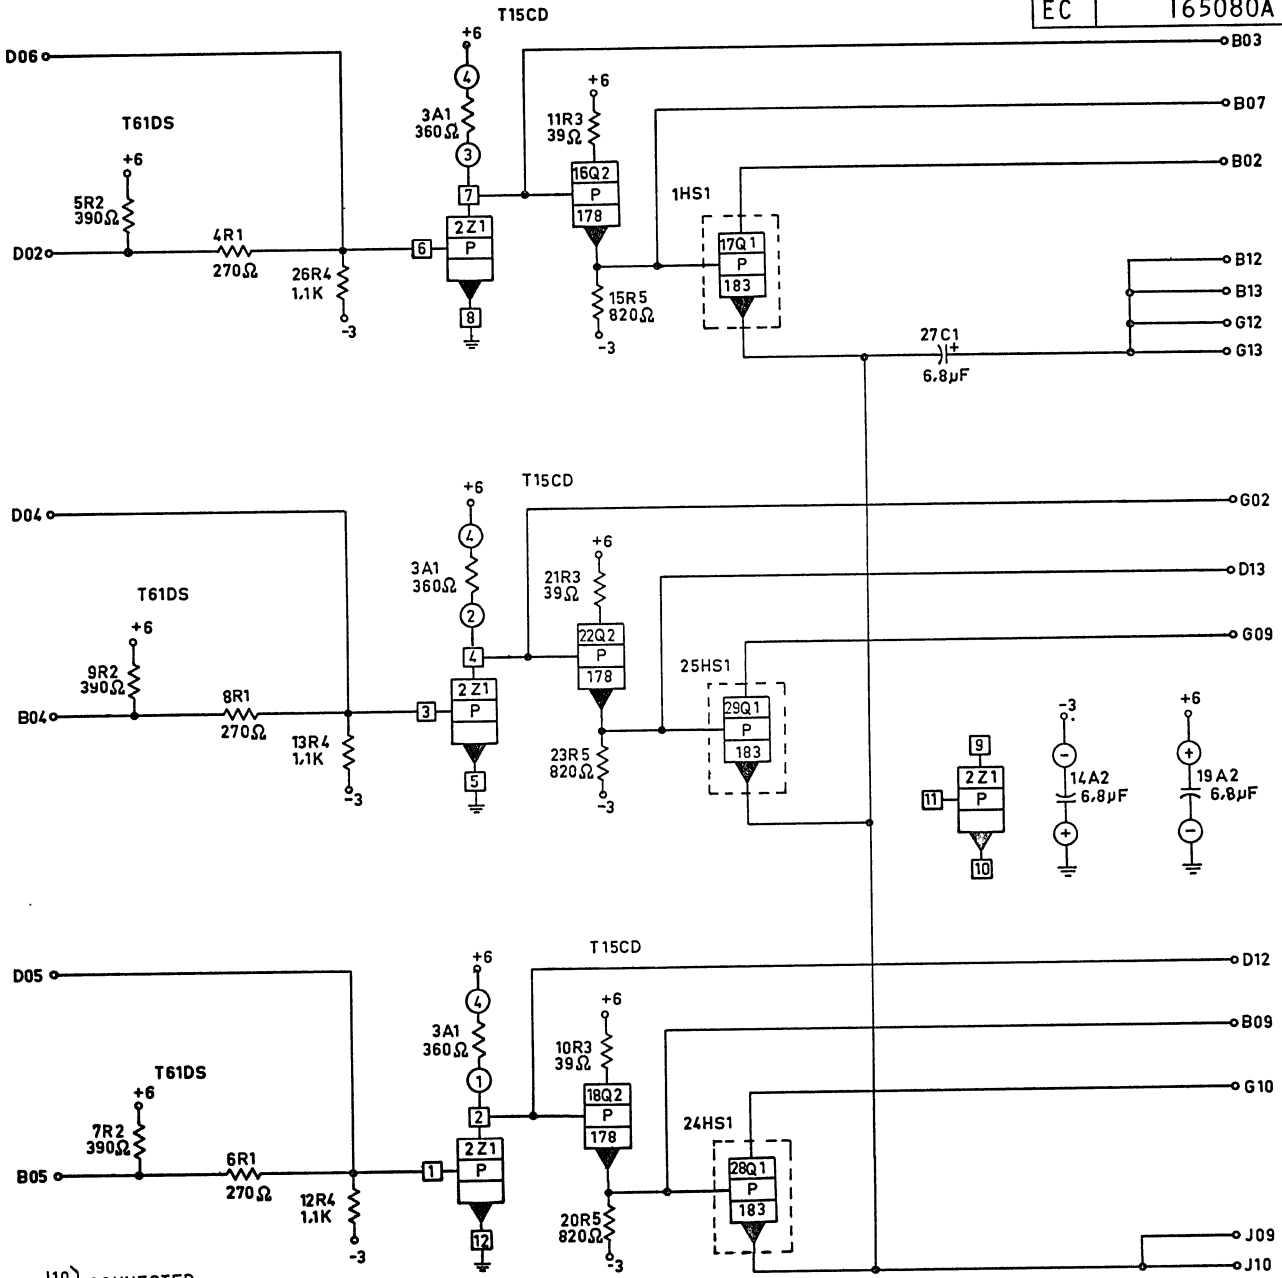 EC 165080A
T15CD
D06
+6
B03
4
+6
B07
T61DS
3A1
360Ω
11R3
39Ω
+6
3
16Q2
B02
5R2
390Ω
7
P
1HS1
178
4R1
2Z1
17Q1
D02
6
P
P
B12
270Ω
26R4
1.1K
183
B13
8
15R5
820Ω
G12
-3
-3
27C1
+
G13
6.8μF
T15CD
+6
G02
D04
4
+6
D13
T61DS
3A1
360Ω
21R3
39Ω
+6
2
22Q2
G09
9R2
390Ω
4
P
25HS1
178
8R1
2Z1
29Q1
-3
+6
B04
3
P
P
9
-
+
270Ω
13R4
1.1K
183
2Z1
14A2
6.8μF
19A2
6.8μF
5
23R5
820Ω
11
P
-3
-3
+
-
10
T15CD
+6
D12
D05
4
+6
B09
T61DS
3A1
360Ω
10R3
39Ω
+6
1
18Q2
G10
7R2
390Ω
2
P
24HS1
178
6R1
2Z1
28Q1
B05
1
P
P
270Ω
12R4
1.1K
183
12
20R5
820Ω
J09
-3
-3
J10
J10) CONNECTED